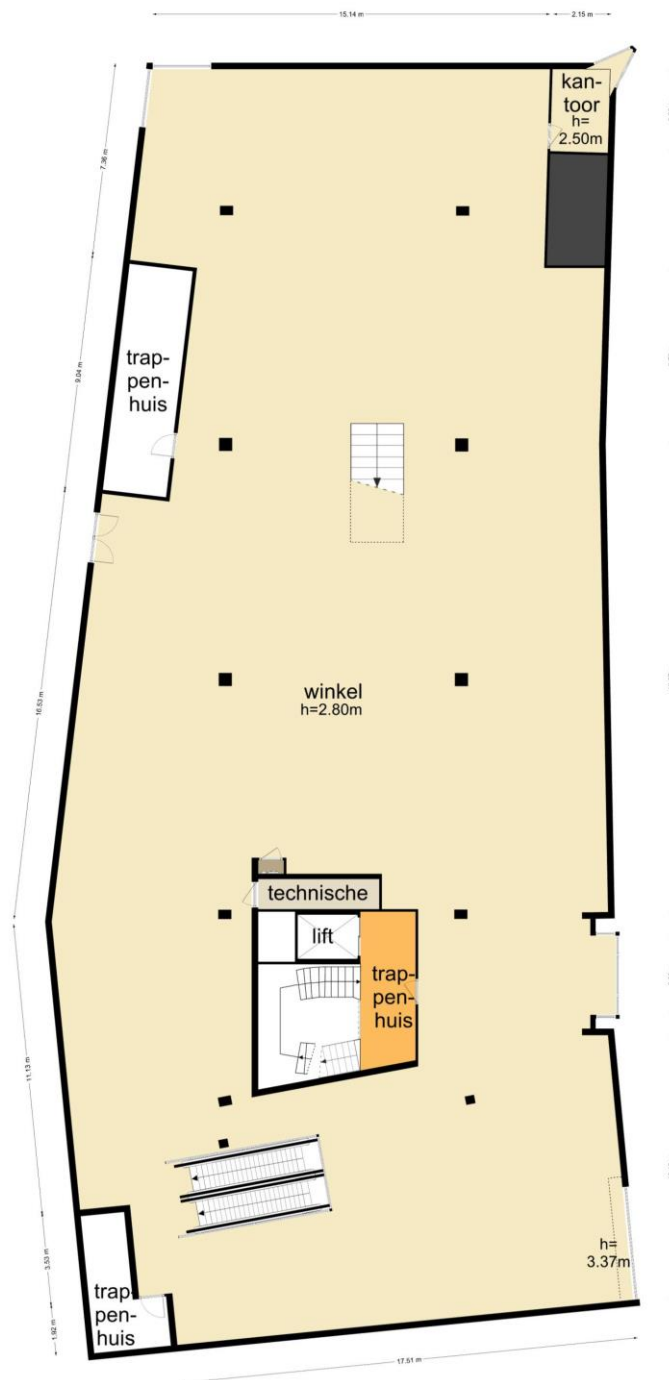 15.14 m
2.15 m
kan-
toor
h=
2.50m
7.36 m
trap-
pen-
huis
9.04 m
16.53 m
winkel
h=2.80m
technische
lift
trap-
pen-
huis
11.13 m
3.53 m
h=
3.37m
trap-
pen-
huis
1.92 m
17.51 m